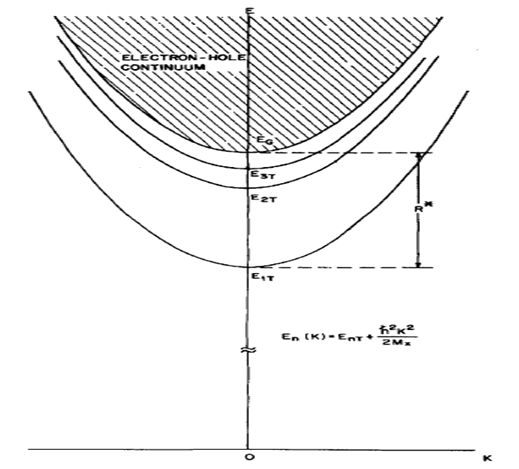 E
ELECTRON-HOLE
CONTINUUM
E_G
E_3T
E_2T
R*
E_1T
E_n (K) = E_nT + ℏ²K² / 2M_x
O
K